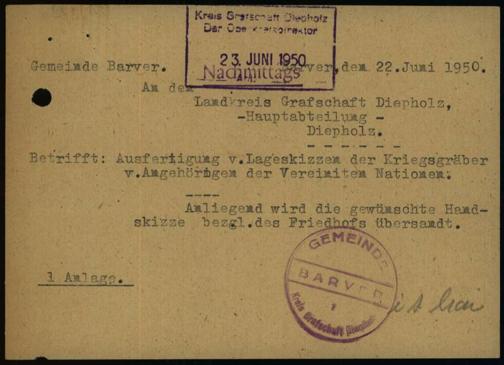 Kreis Grafschaft Diepholz
Der Oberkreisdirektor
23. JUNI 1950
Nachmittags
Gemeinde Barver.
Barver,den 22.Juni 1950.
An den
Landkreis Grafschaft Diepholz,
-Hauptabteilung -
Diepholz.
Betrifft: Ausfertigung v.Lageskizzen der Kriegsgräber
v.Angehörigen der Vereinten Nationen.
Anliegend wird die gewünschte Hand-
skizze bezgl.des Friedhofs übersandt.
1 Anlage.
GEMEINDE
BARVER
1
Kreis Grafschaft Diepholz